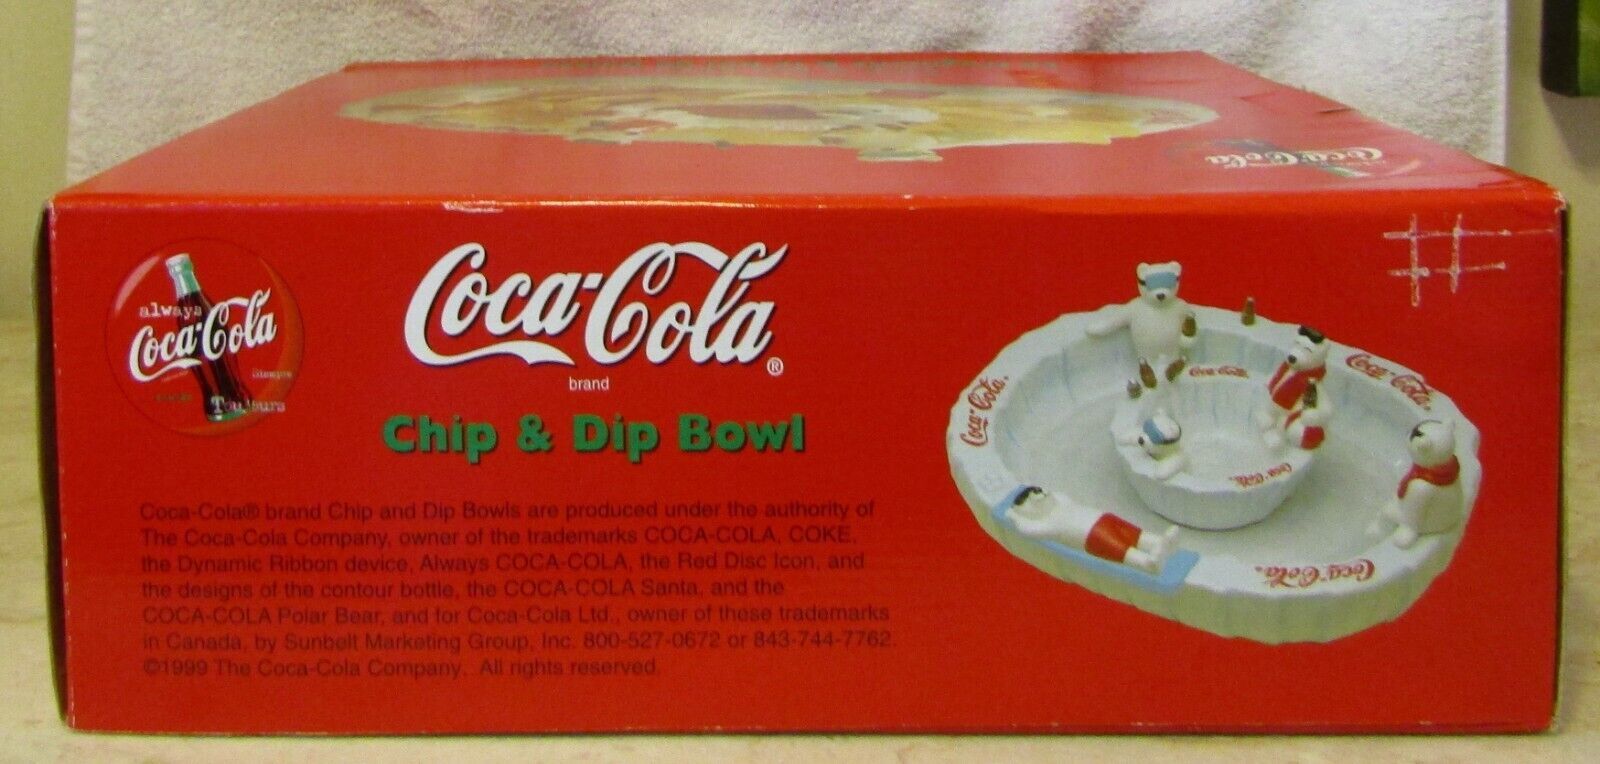 Coca-Cola
always
Coca-Cola
Siempre
Toujours
Coca-Cola®
brand
Chip & Dip Bowl
Coca-Cola® brand Chip and Dip Bowls are produced under the authority of
The Coca-Cola Company, owner of the trademarks COCA-COLA, COKE,
the Dynamic Ribbon device, Always COCA-COLA, the Red Disc Icon, and
the designs of the contour bottle, the COCA-COLA Santa, and the
COCA-COLA Polar Bear, and for Coca-Cola Ltd., owner of these trademarks
in Canada, by Sunbelt Marketing Group, Inc. 800-527-0672 or 843-744-7762.
©1999 The Coca-Cola Company. All rights reserved.
Coca-Cola
Coca-Cola
Coca-Cola
Coca-Cola
Coca-Cola